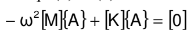 - ω²[M]{A} + [K]{A} = [0]